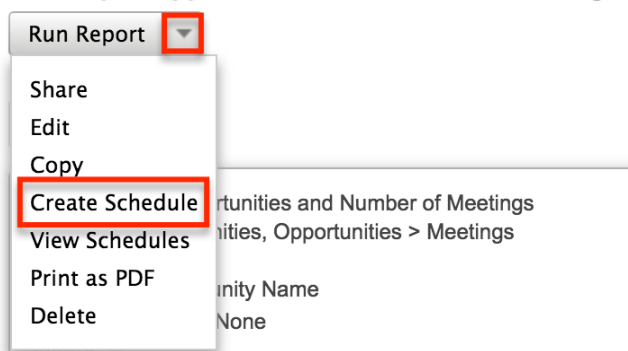 Run Report
Share
Edit
Copy
Create Schedule
rtunities and Number of Meetings
View Schedules
nities, Opportunities > Meetings
Print as PDF
unity Name
Delete
None